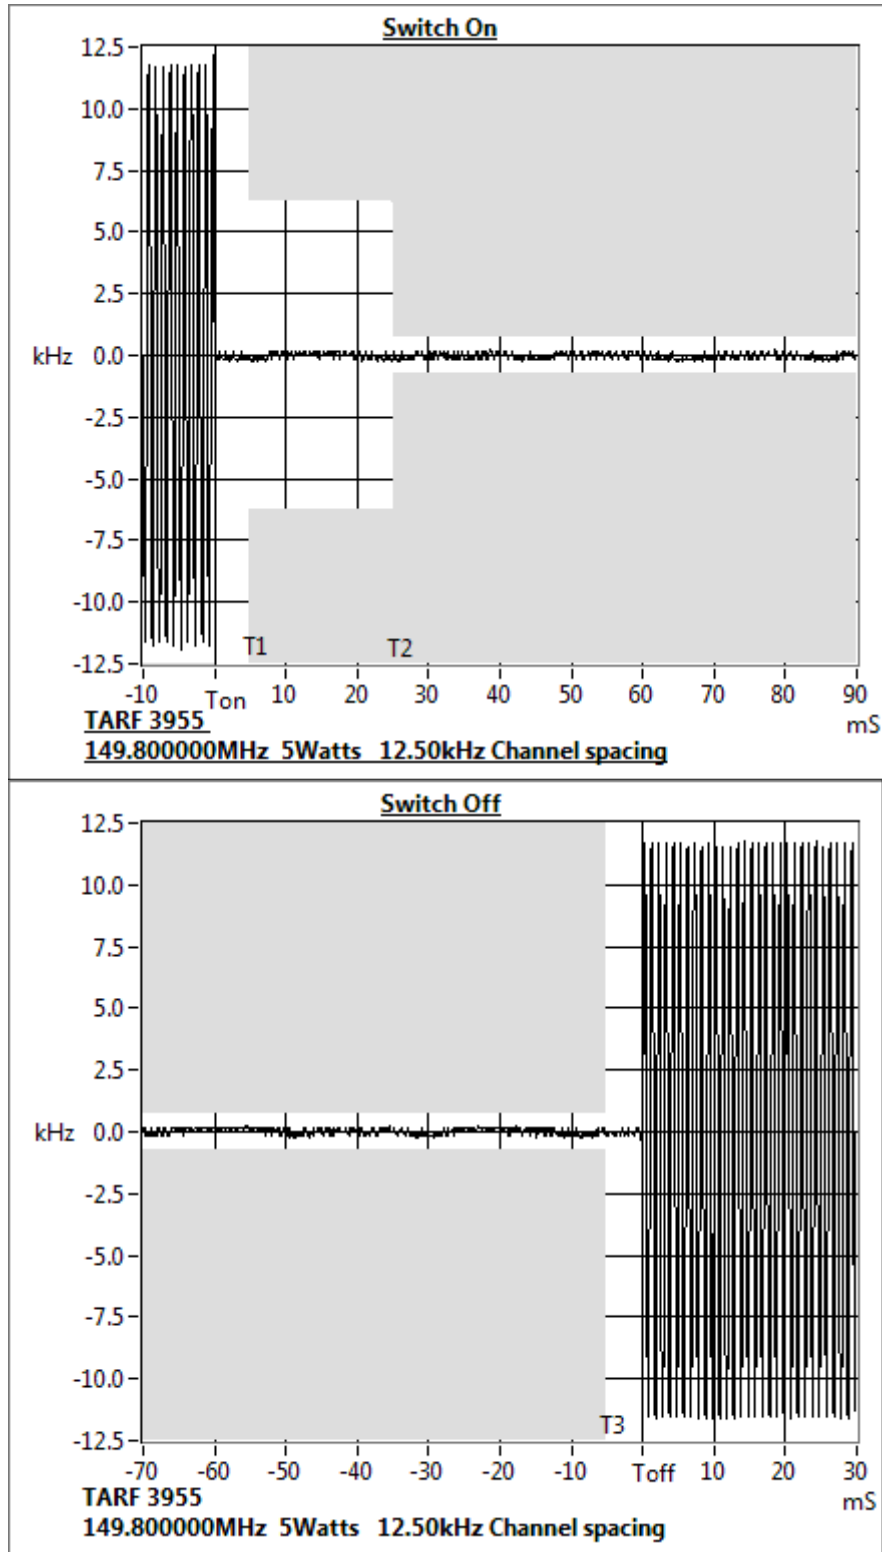 Switch On
12.5
10.0
7.5
5.0
2.5
kHz 0.0
-2.5
-5.0
-7.5
-10.0
-12.5
T1 T2
-10 Ton 10 20 30 40 50 60 70 80 90
mS
TARF 3955
149.800000MHz 5Watts 12.50kHz Channel spacing
Switch Off
12.5
10.0
7.5
5.0
2.5
kHz 0.0
-2.5
-5.0
-7.5
-10.0
-12.5
T3
-70 -60 -50 -40 -30 -20 -10 Toff 10 20 30
mS
TARF 3955
149.800000MHz 5Watts 12.50kHz Channel spacing